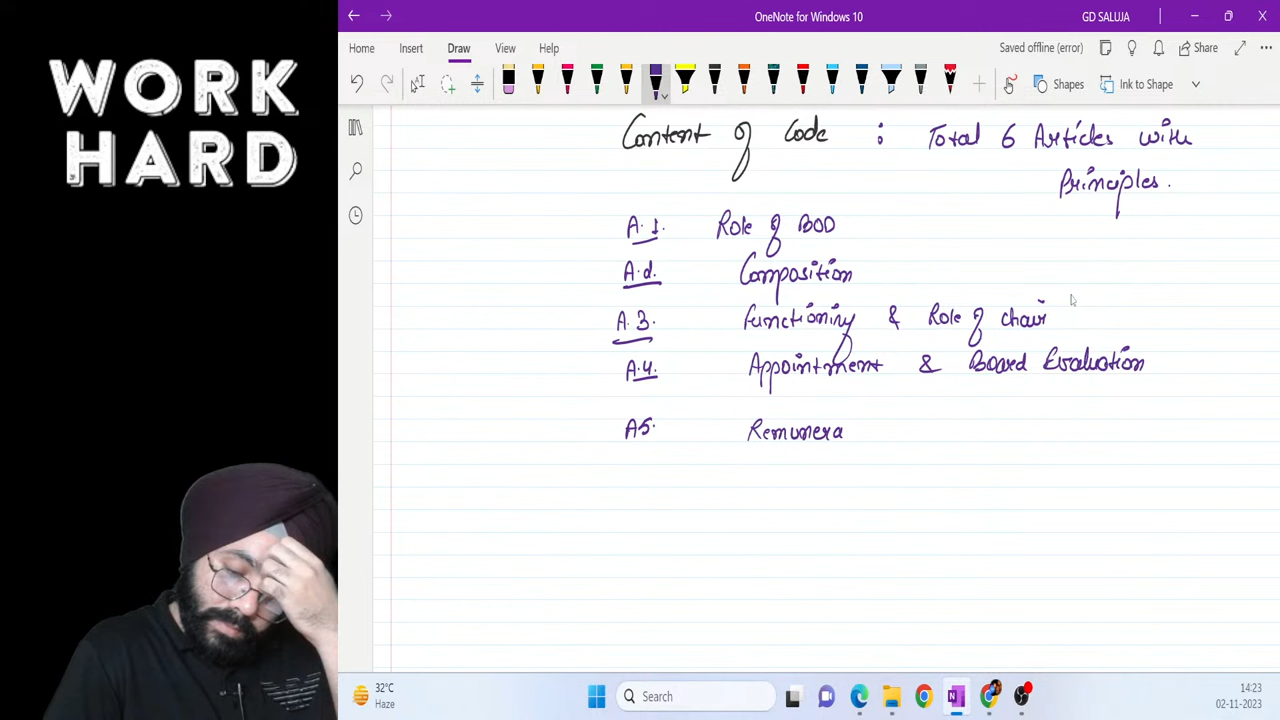 WORK
HARD
OneNote for Windows 10
GD SALUJA
Home Insert Draw View Help
Saved offline (error)
Share
Shapes
Ink to Shape
Content of Code : Total 6 Articles with
Principles.
A.1. Role of BOD
A.2. Composition
A.3. Functioning & Role of chair
A.4. Appointment & Board Evaluation
A5. Remunera
32°C
Haze
Search
14:23
02-11-2023